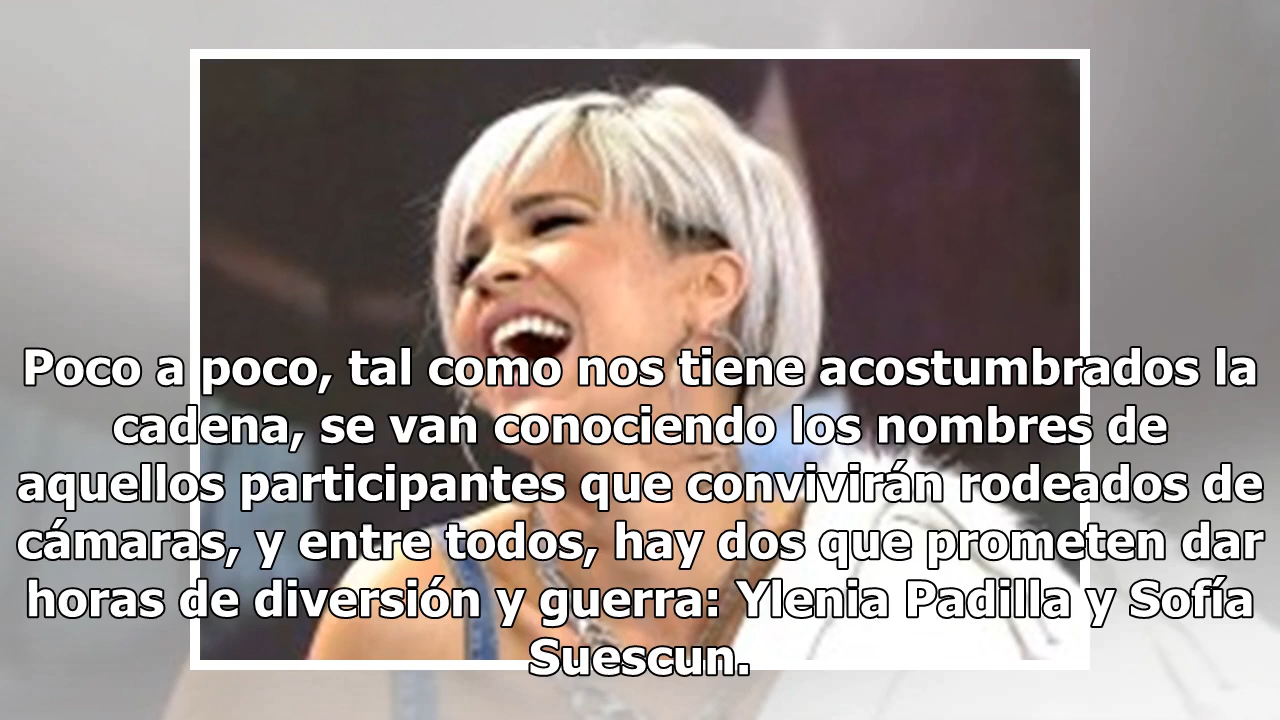 Poco a poco, tal como nos tiene acostumbrados la
cadena, se van conociendo los nombres de
aquellos participantes que convivirán rodeados de
cámaras, y entre todos, hay dos que prometen dar
horas de diversión y guerra: Ylenia Padilla y Sofía
Suescun.